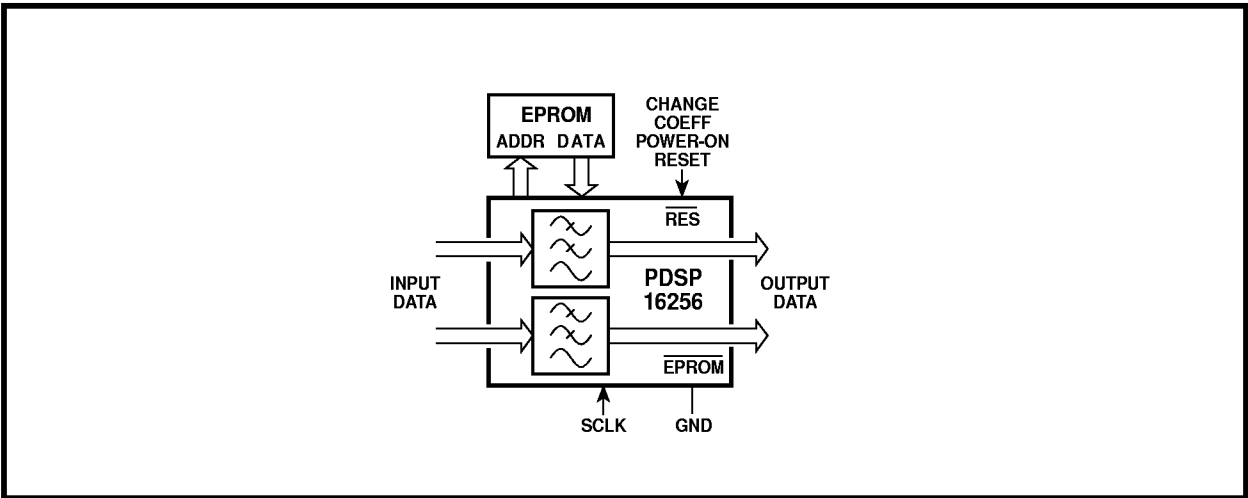 EPROM
ADDR DATA
CHANGE
COEFF
POWER-ON
RESET
RES
INPUT
DATA
PDSP
16256
OUTPUT
DATA
EPROM
SCLK
GND